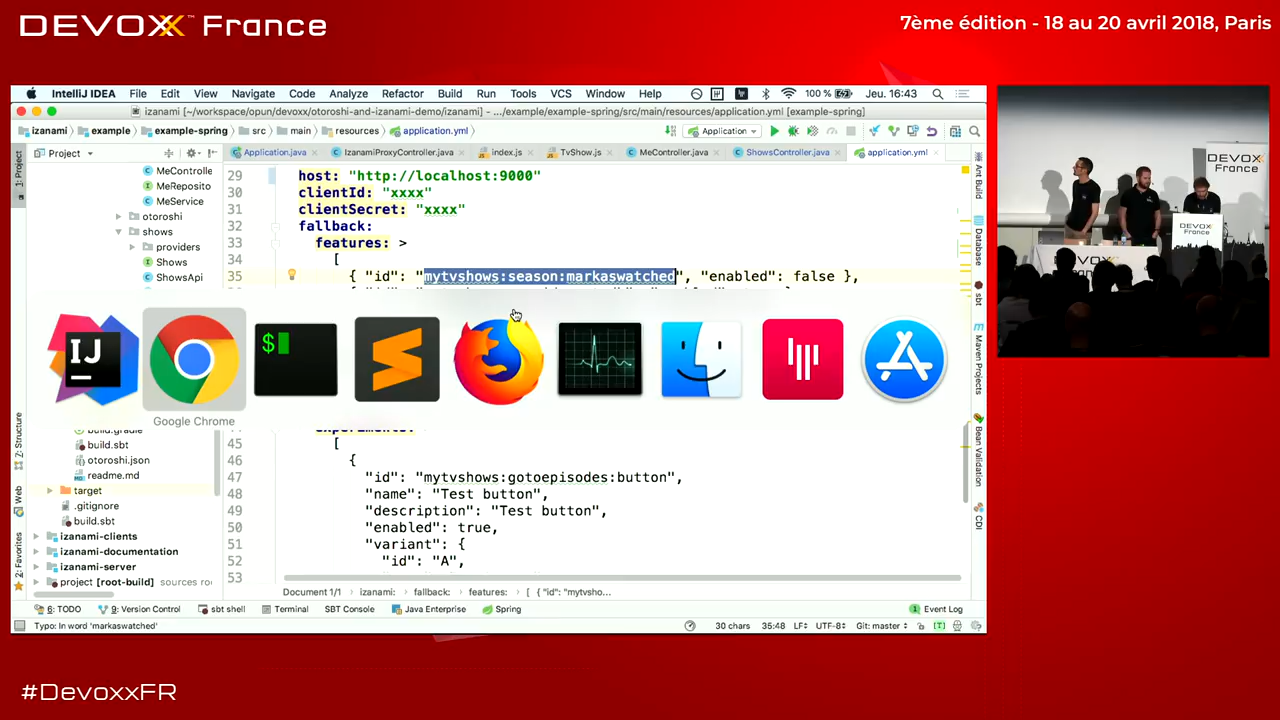 DEVOXX™ France
7ème édition - 18 au 20 avril 2018, Paris
IntelliJ IDEA File Edit View Navigate Code Analyze Refactor Build Run Tools VCS Window Help 100 % Jeu. 16:43
izanami [~/workspace/opun/devoxx/otoroshi-and-izanami-demo/izanami] - .../example/example-spring/src/main/resources/application.yml [example-spring]
izanami example example-spring src main resources application.yml Application
Project Application.java IzanamiProxyController.java index.js TvShow.js MeController.java ShowsController.java application.yml
1: Project
MeControlle
MeReposito
MeService
otoroshi
shows
providers
Shows
ShowsApi
build.gradle
build.sbt
otoroshi.json
readme.md
target
.gitignore
build.sbt
izanami-clients
izanami-documentation
izanami-server
project [root-build] sources ro
7: Structure
Web
2: Favorites
29 host: "http://localhost:9000"
30 clientId: "xxxx"
31 clientSecret: "xxxx"
32 fallback:
33 features: >
34 [
35 { "id": "mytvshows:season:markaswatched", "enabled": false },
Google Chrome
$
IJ
experiments:
45 [
46 {
47 "id": "mytvshows:gotoepisodes:button",
48 "name": "Test button",
49 "description": "Test button",
50 "enabled": true,
51 "variant": {
52 "id": "A",
53
Ant Build
Database
sbt
Maven Projects
Bean Validation
CDI
Document 1/1 izanami: fallback: features: [ { "id": "mytvsho...
6: TODO 9: Version Control sbt shell Terminal SBT Console Java Enterprise Spring 1 Event Log
Typo: In word 'markaswatched' 30 chars 35:48 LF÷ UTF-8÷ Git: master÷ [T]
DEVOXX
France
DEVOXX
France
#DevoxxFR